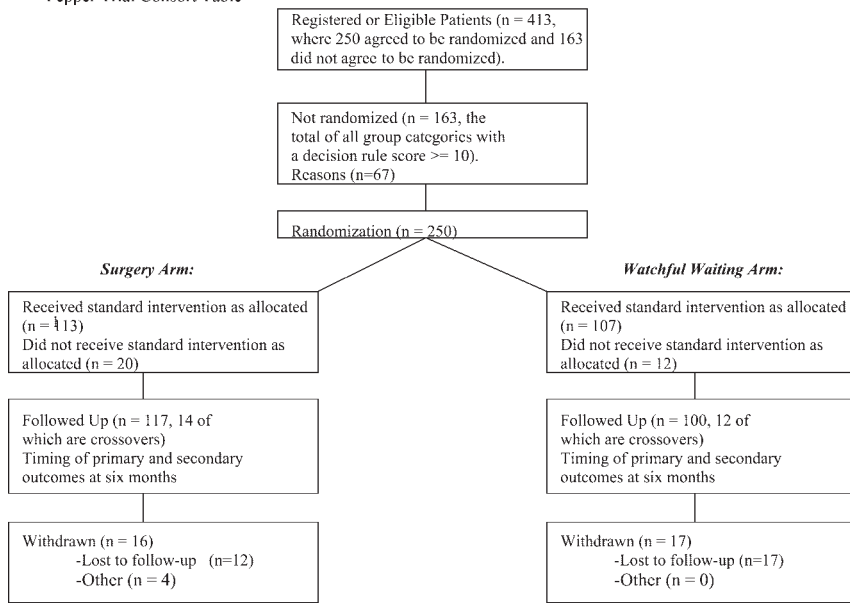 Pepper Trial Consort Table
Registered or Eligible Patients (n = 413,
where 250 agreed to be randomized and 163
did not agree to be randomized).
Not randomized (n = 163, the
total of all group categories with
a decision rule score >= 10).
Reasons (n=67)
Randomization (n = 250)
Surgery Arm:
Watchful Waiting Arm:
Received standard intervention as allocated
(n = 113)
Did not receive standard intervention as
allocated (n = 20)
Received standard intervention as allocated
(n = 107)
Did not receive standard intervention as
allocated (n = 12)
Followed Up (n = 117, 14 of
which are crossovers)
Timing of primary and secondary
outcomes at six months
Followed Up (n = 100, 12 of
which are crossovers)
Timing of primary and secondary
outcomes at six months
Withdrawn (n = 16)
-Lost to follow-up (n=12)
-Other (n = 4)
Withdrawn (n = 17)
-Lost to follow-up (n=17)
-Other (n = 0)